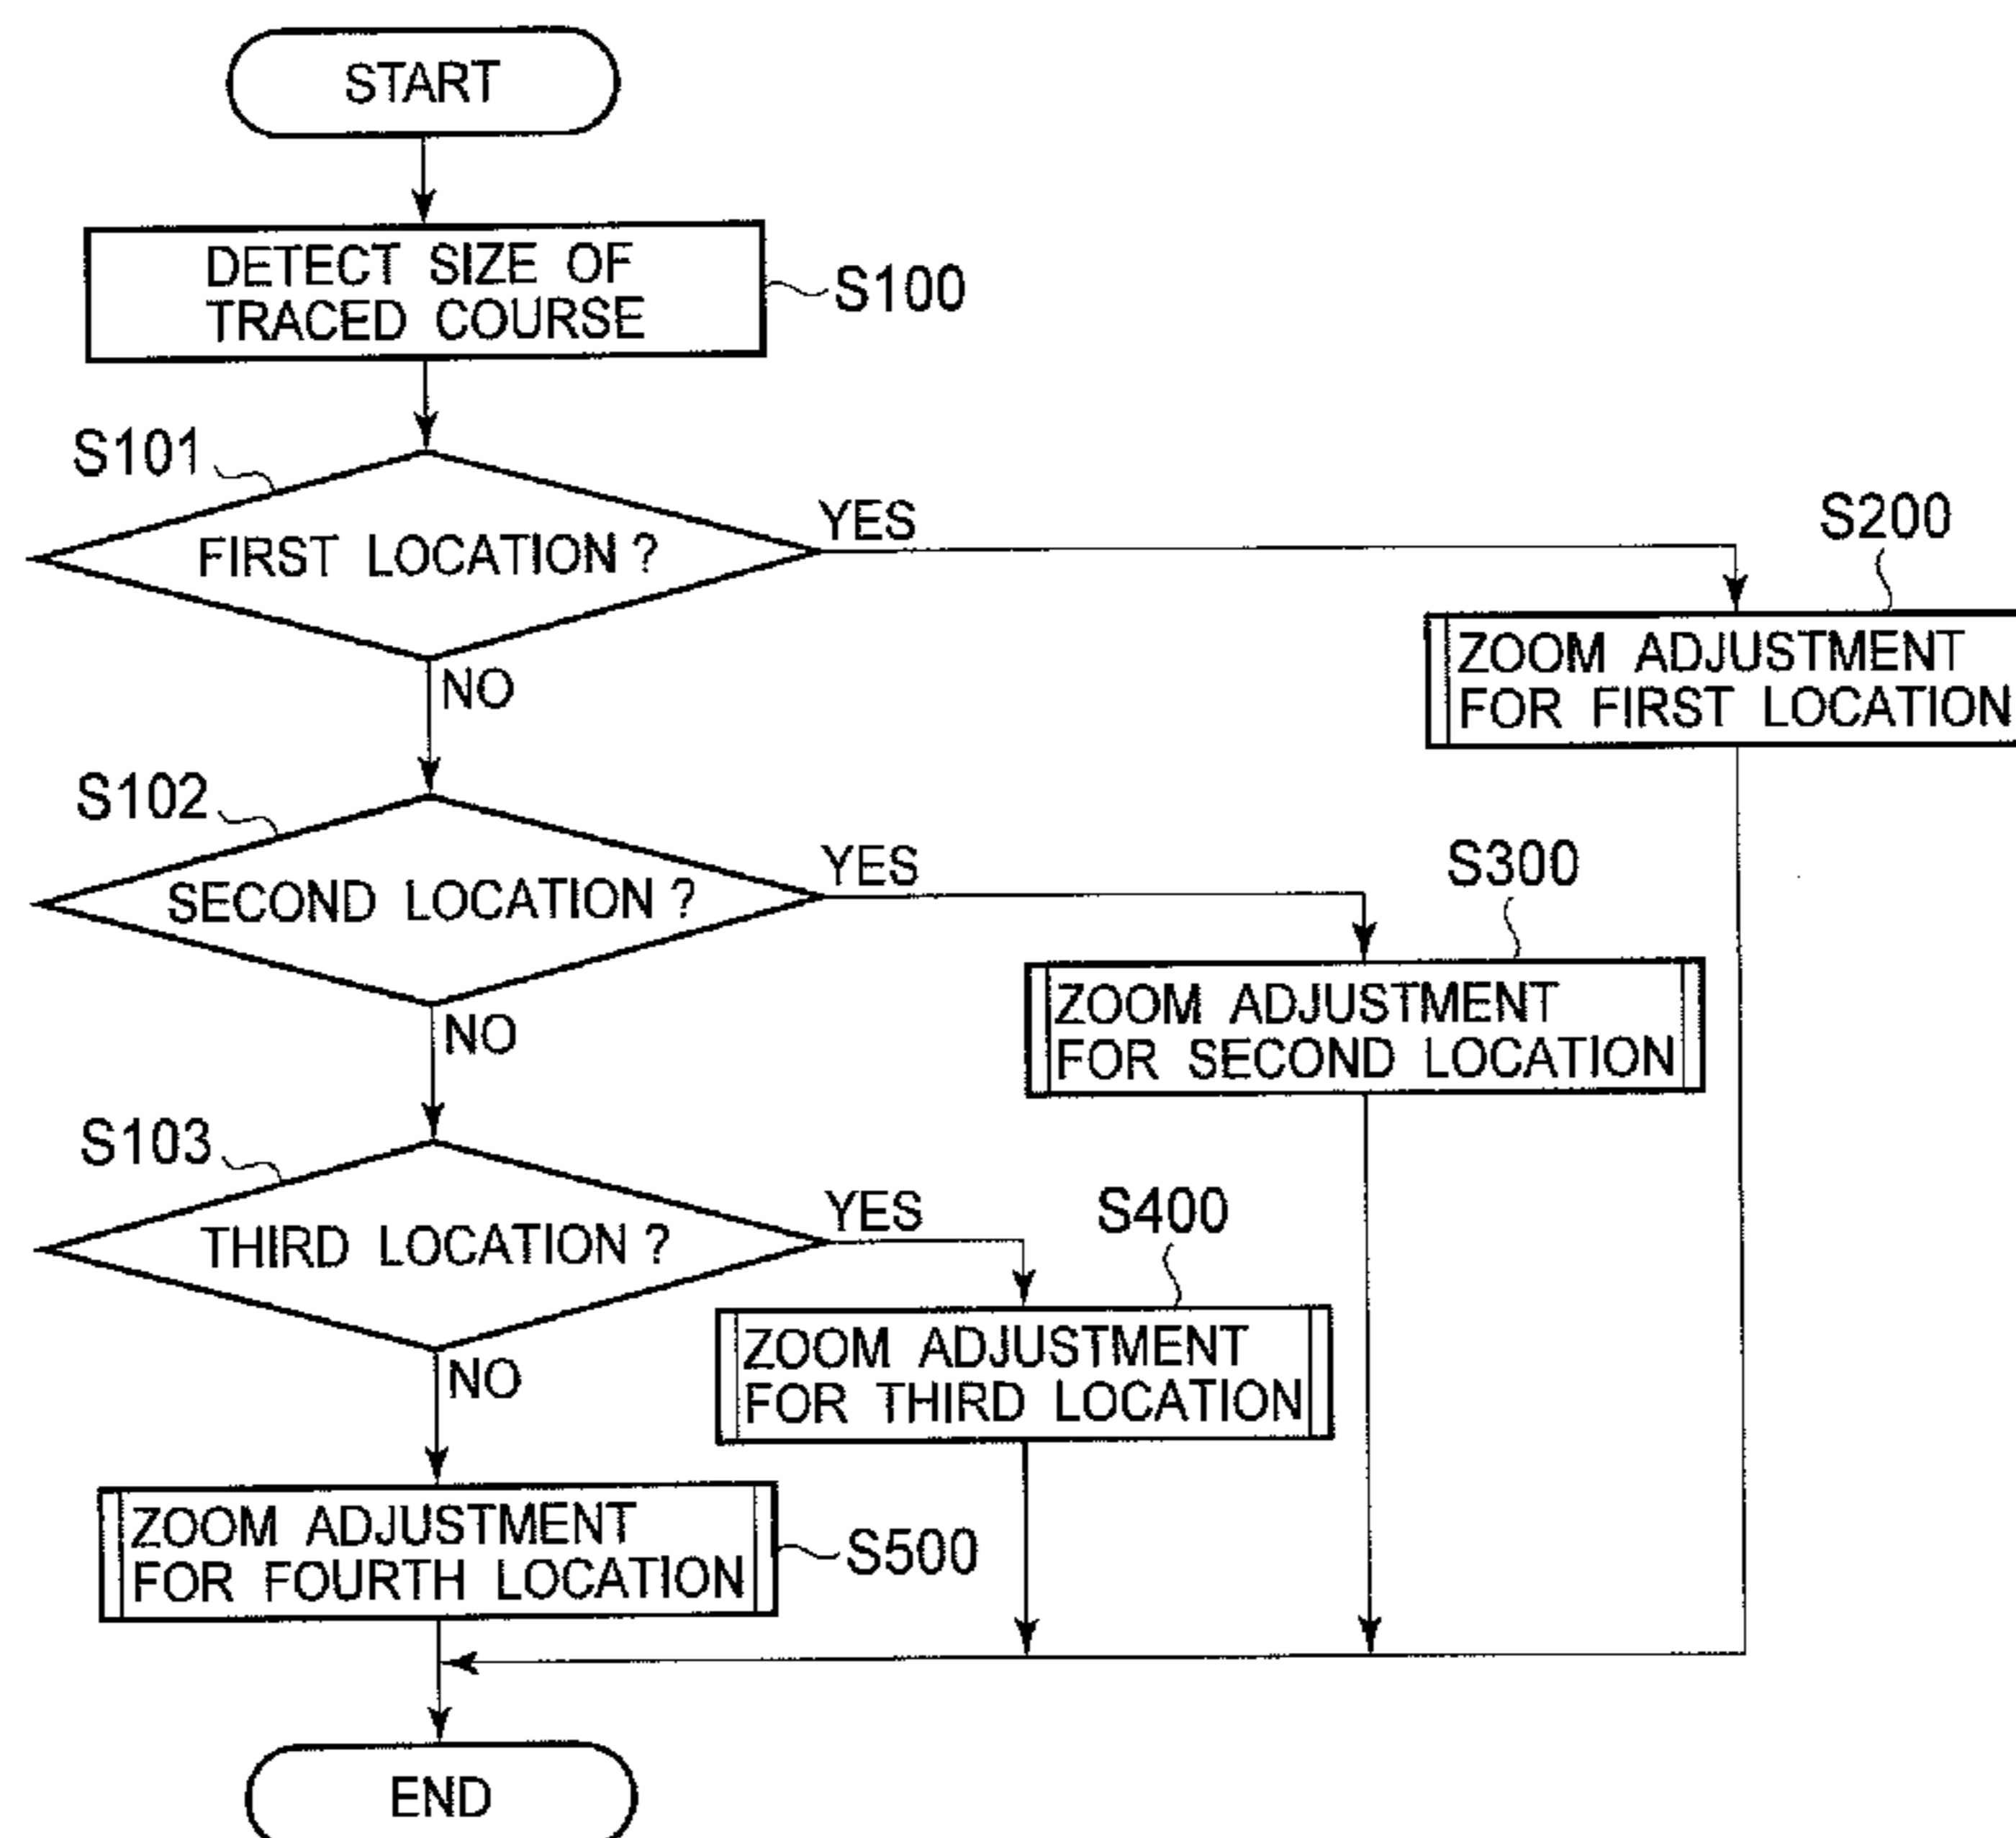 START
DETECT SIZE OF
TRACED COURSE
S100
S101
FIRST LOCATION ?
YES
NO
S200
ZOOM ADJUSTMENT
FOR FIRST LOCATION
S102
SECOND LOCATION ?
YES
NO
S300
ZOOM ADJUSTMENT
FOR SECOND LOCATION
S103
THIRD LOCATION ?
YES
NO
S400
ZOOM ADJUSTMENT
FOR THIRD LOCATION
ZOOM ADJUSTMENT
FOR FOURTH LOCATION
S500
END